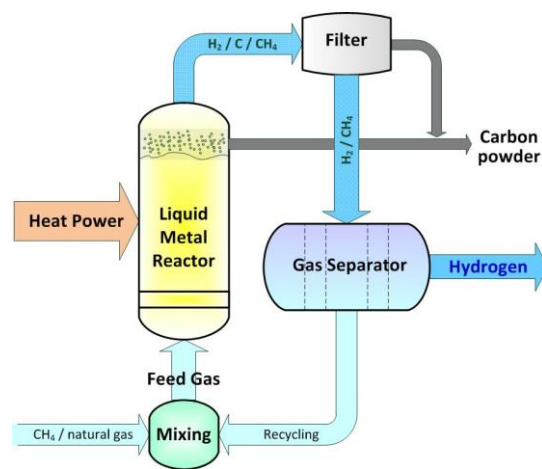 H₂ / C / CH₄
Filter
H₂ / CH₄
Carbon
powder
Heat Power
Liquid
Metal
Reactor
Gas Separator
Hydrogen
Feed Gas
CH₄ / natural gas
Mixing
Recycling